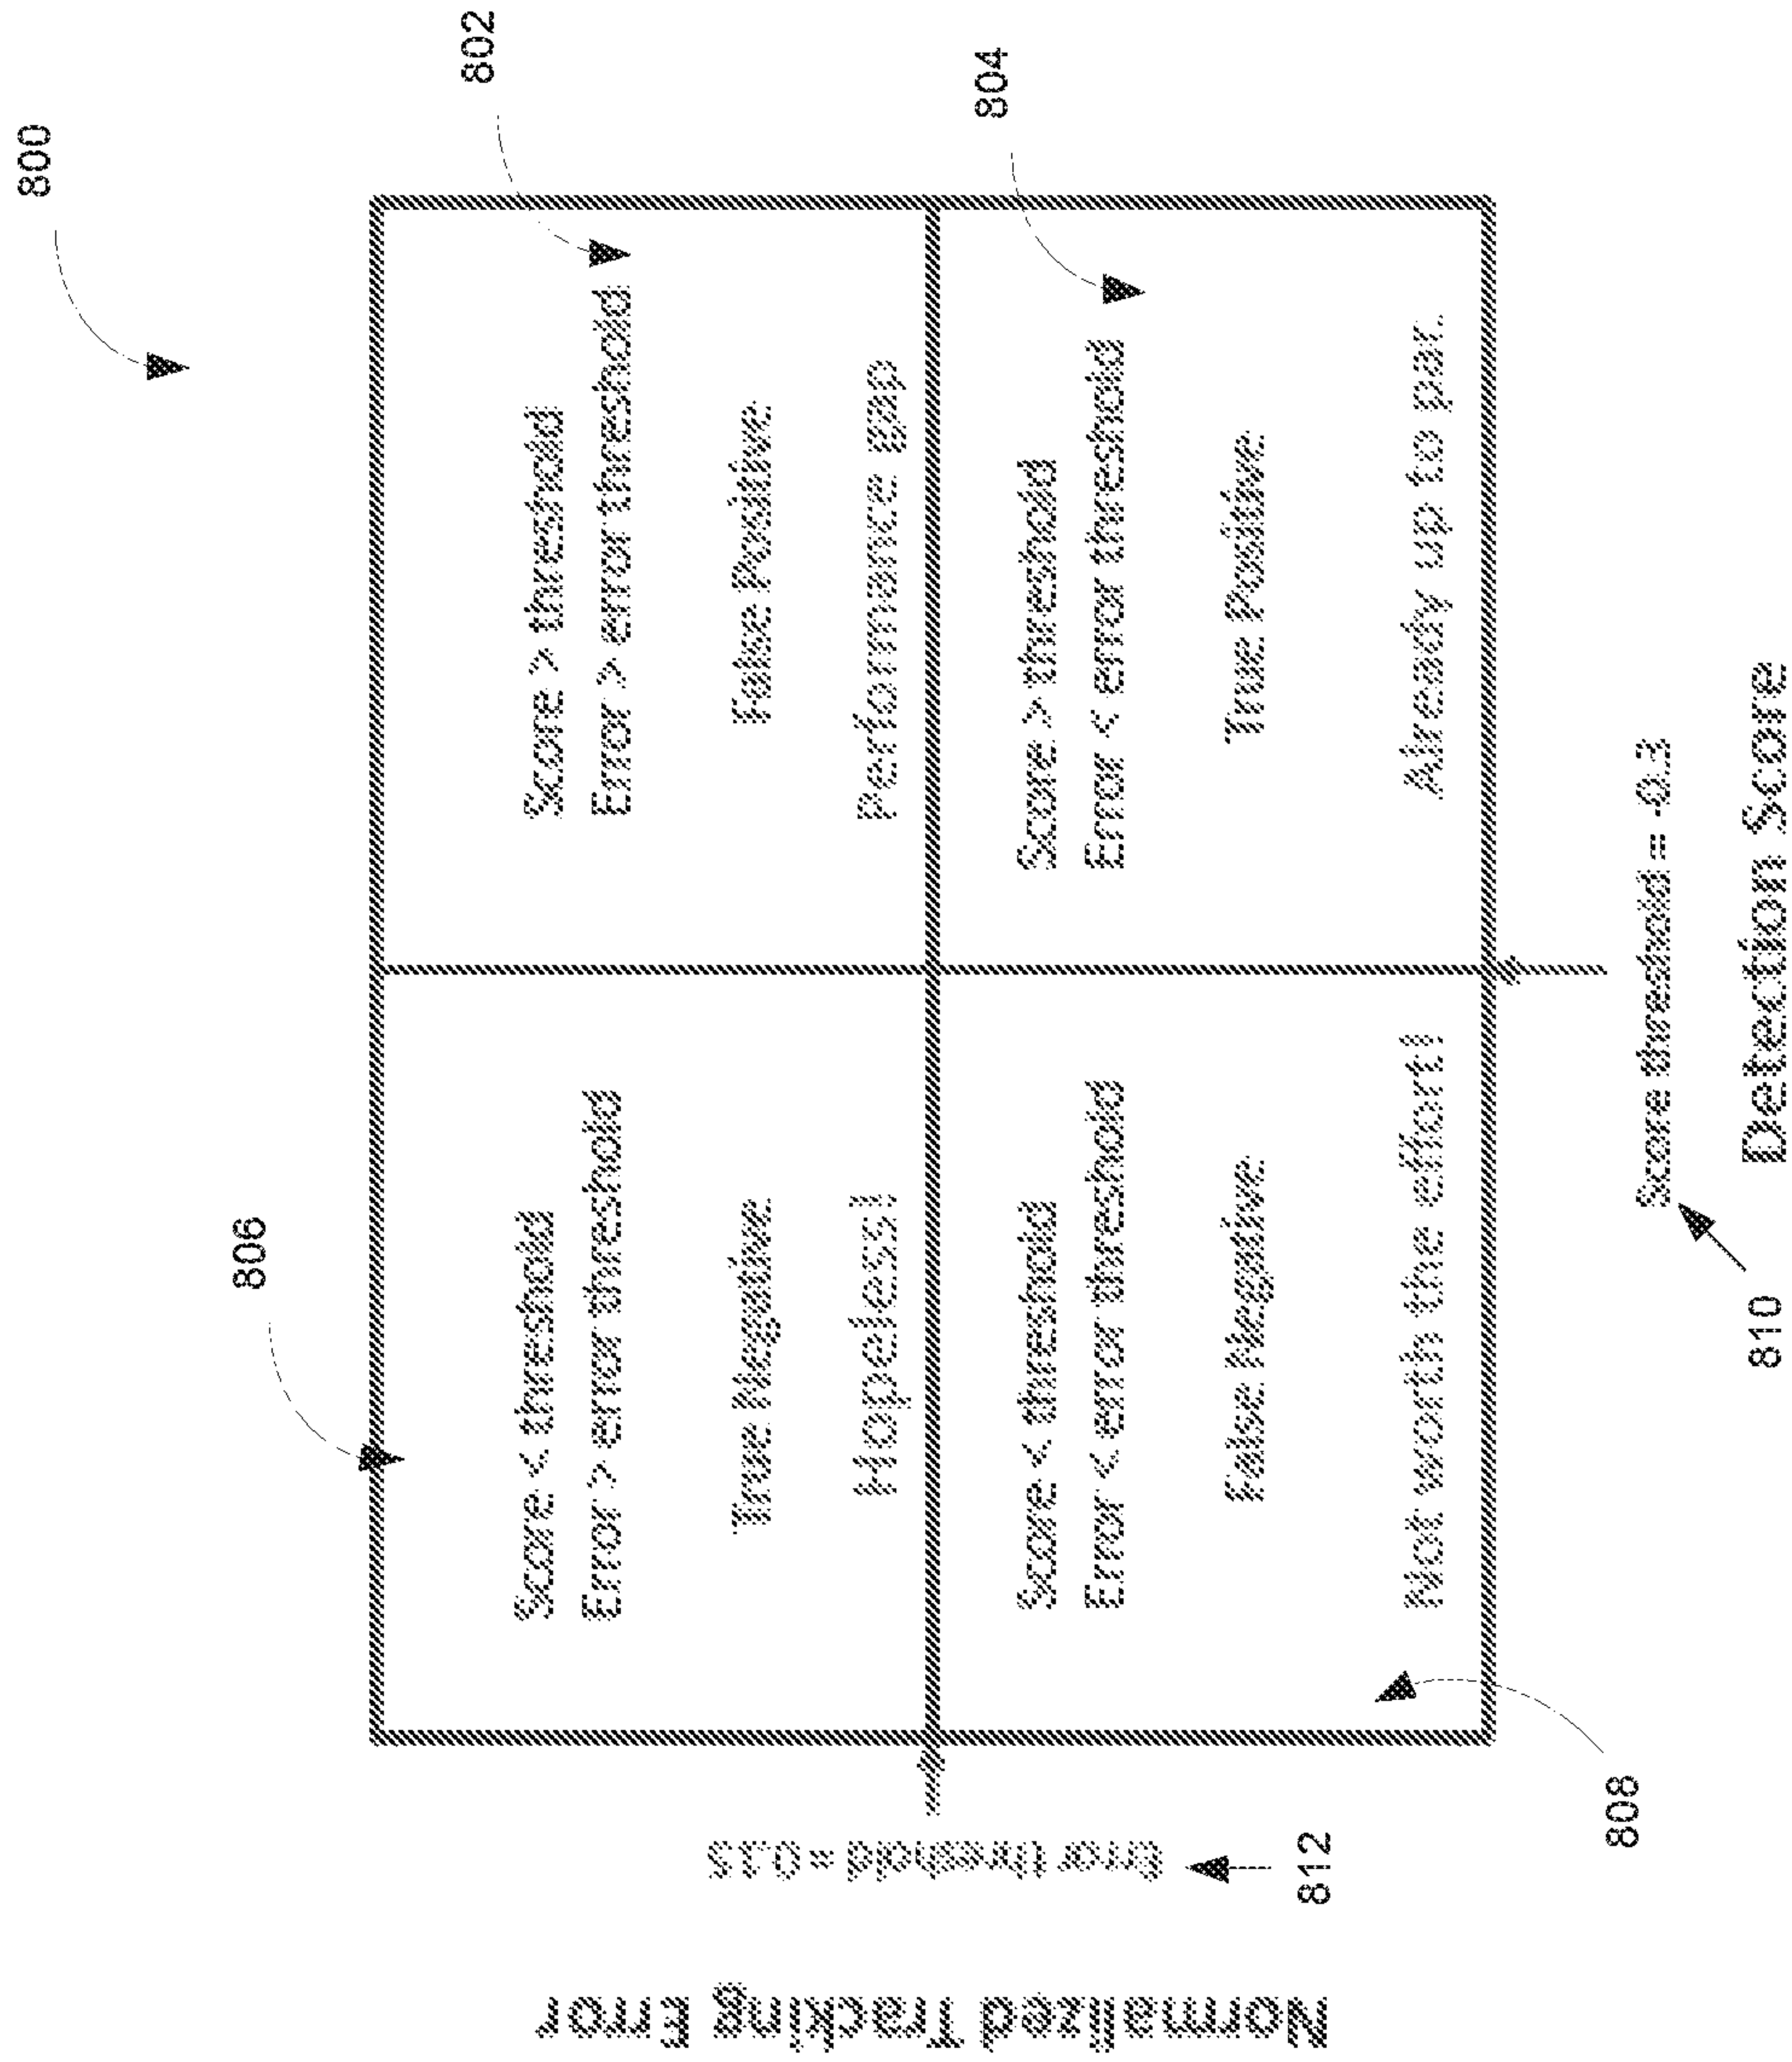 800
802
806
Score < threshold
Error > error threshold
True Negative
Hopeless!
Score > threshold
Error > error threshold
False Positive
Performance gap
804
Normalized Tracking Error
Error threshold = 0.15
812
Score < threshold
Error < error threshold
False Negative
Not worth the effort!
Score > threshold
Error < error threshold
True Positive
Already up to par.
808
Score threshold = -0.3
810
Detection Score